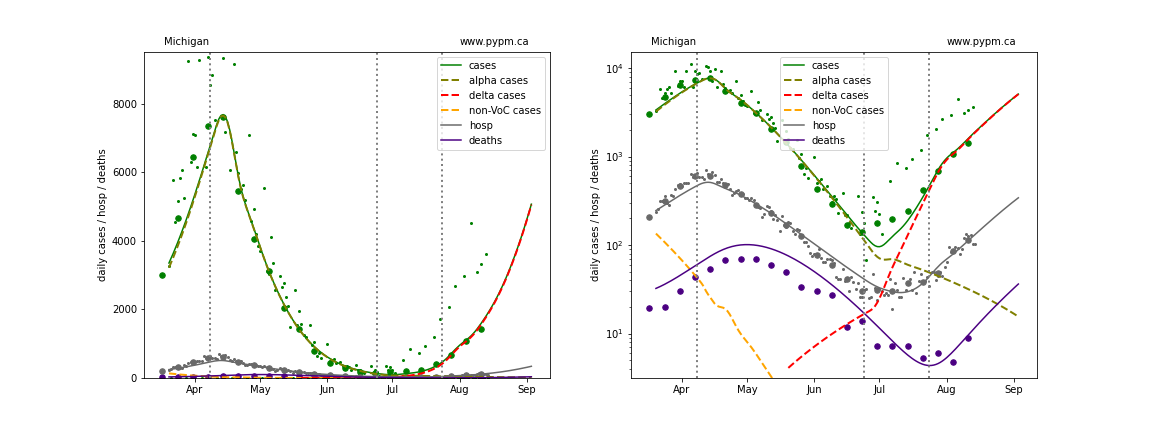 Michigan www.pypm.ca
cases
alpha cases
delta cases
non-VoC cases
hosp
deaths
daily cases / hosp / deaths
8000
6000
4000
2000
0
Apr May Jun Jul Aug Sep
Michigan www.pypm.ca
cases
alpha cases
delta cases
non-VoC cases
hosp
deaths
daily cases / hosp / deaths
10⁴
10³
10²
10¹
Apr May Jun Jul Aug Sep